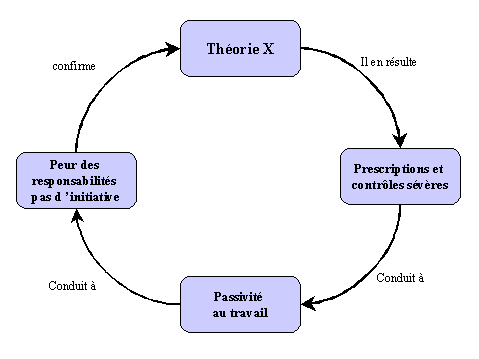 Théorie X
Il en résulte
Prescriptions et
contrôles sévères
Conduit à
Passivité
au travail
Conduit à
Peur des
responsabilités
pas d ’initiative
confirme